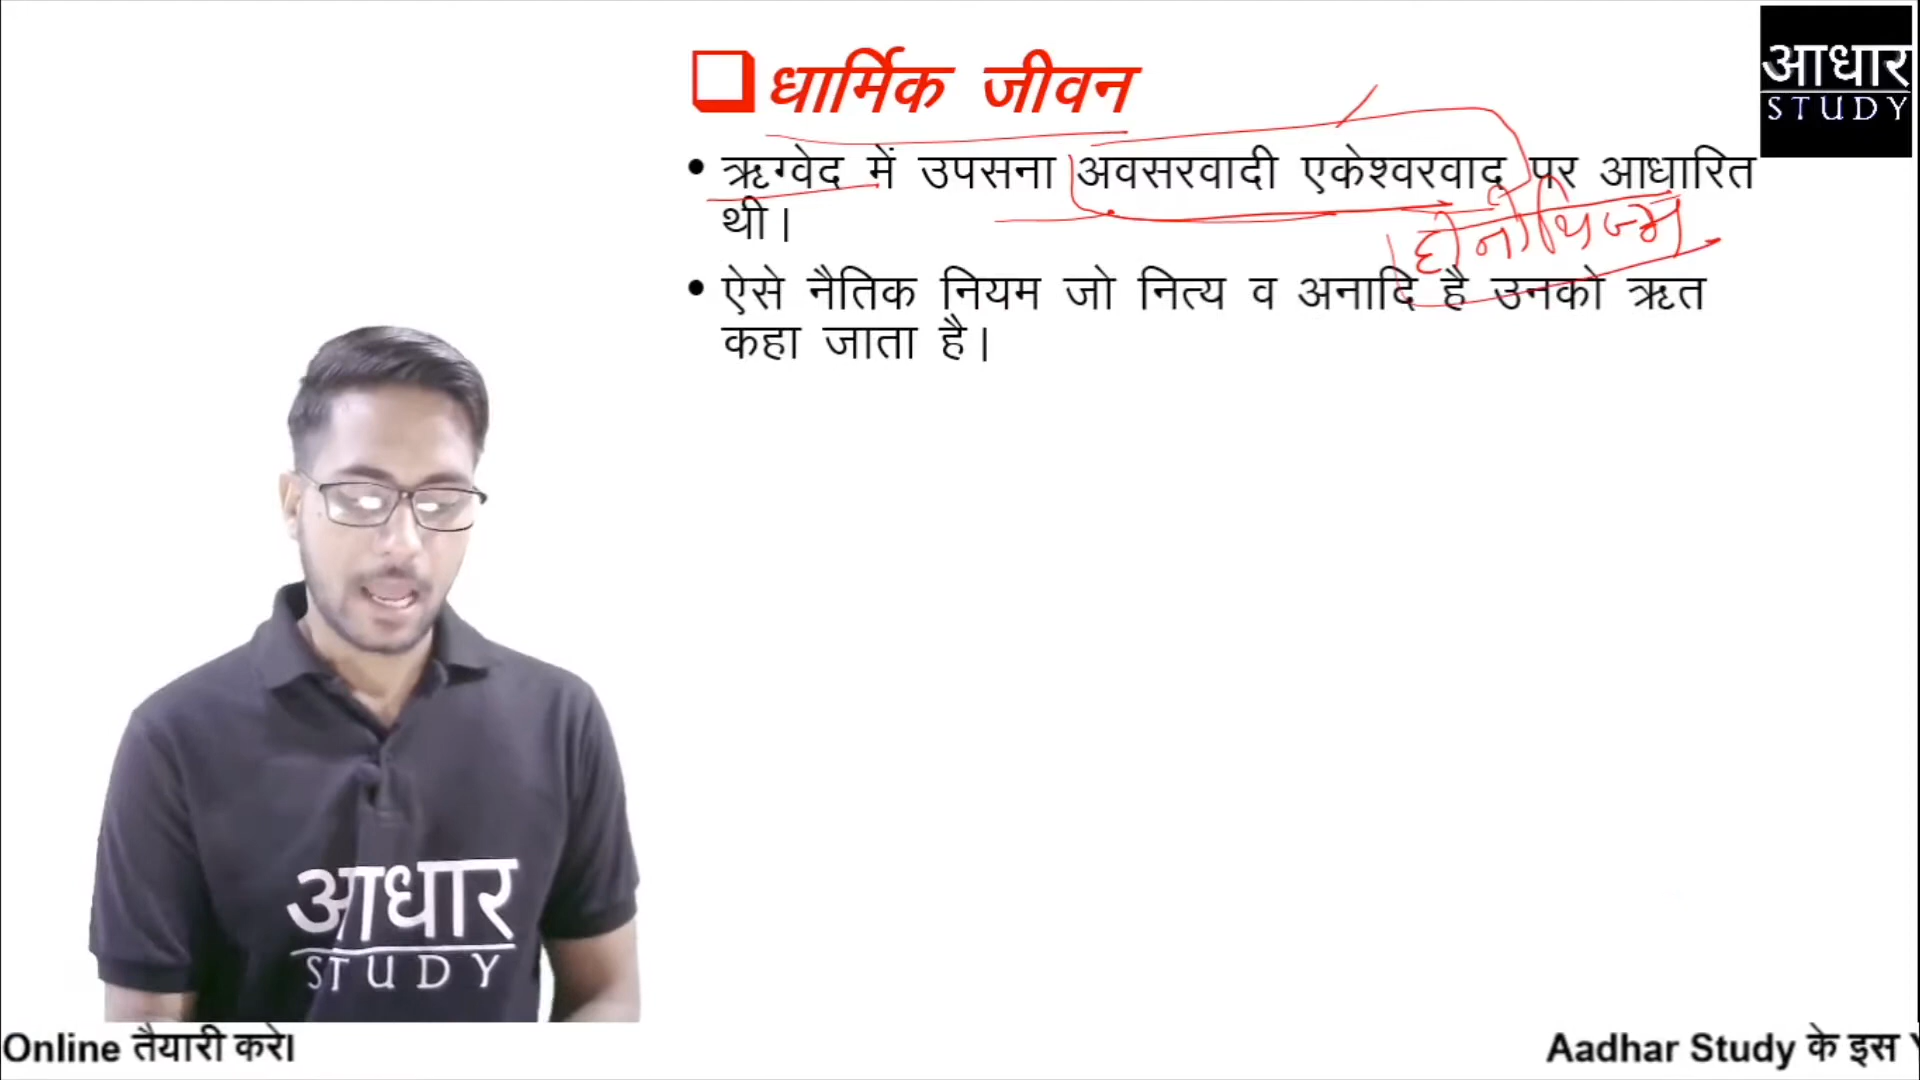 धार्मिक जीवन
आधार
STUDY
• ऋग्वेद में उपसना अवसरवादी एकेश्वरवाद पर आधारित
थी।
हीनोथिज्म
• ऐसे नैतिक नियम जो नित्य व अनादि है उनको ऋत
कहा जाता है।
आधार
STUDY
Online तैयारी करे।
Aadhar Study के इस